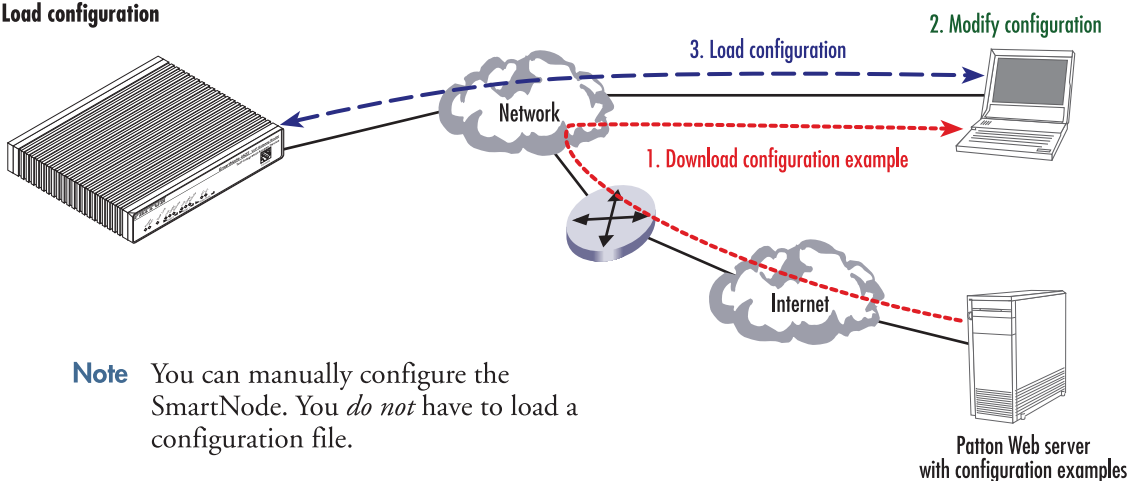 Load configuration
2. Modify configuration
3. Load configuration
Network
1. Download configuration example
Internet
Note You can manually configure the
SmartNode. You do not have to load a
configuration file.
Patton Web server
with configuration examples